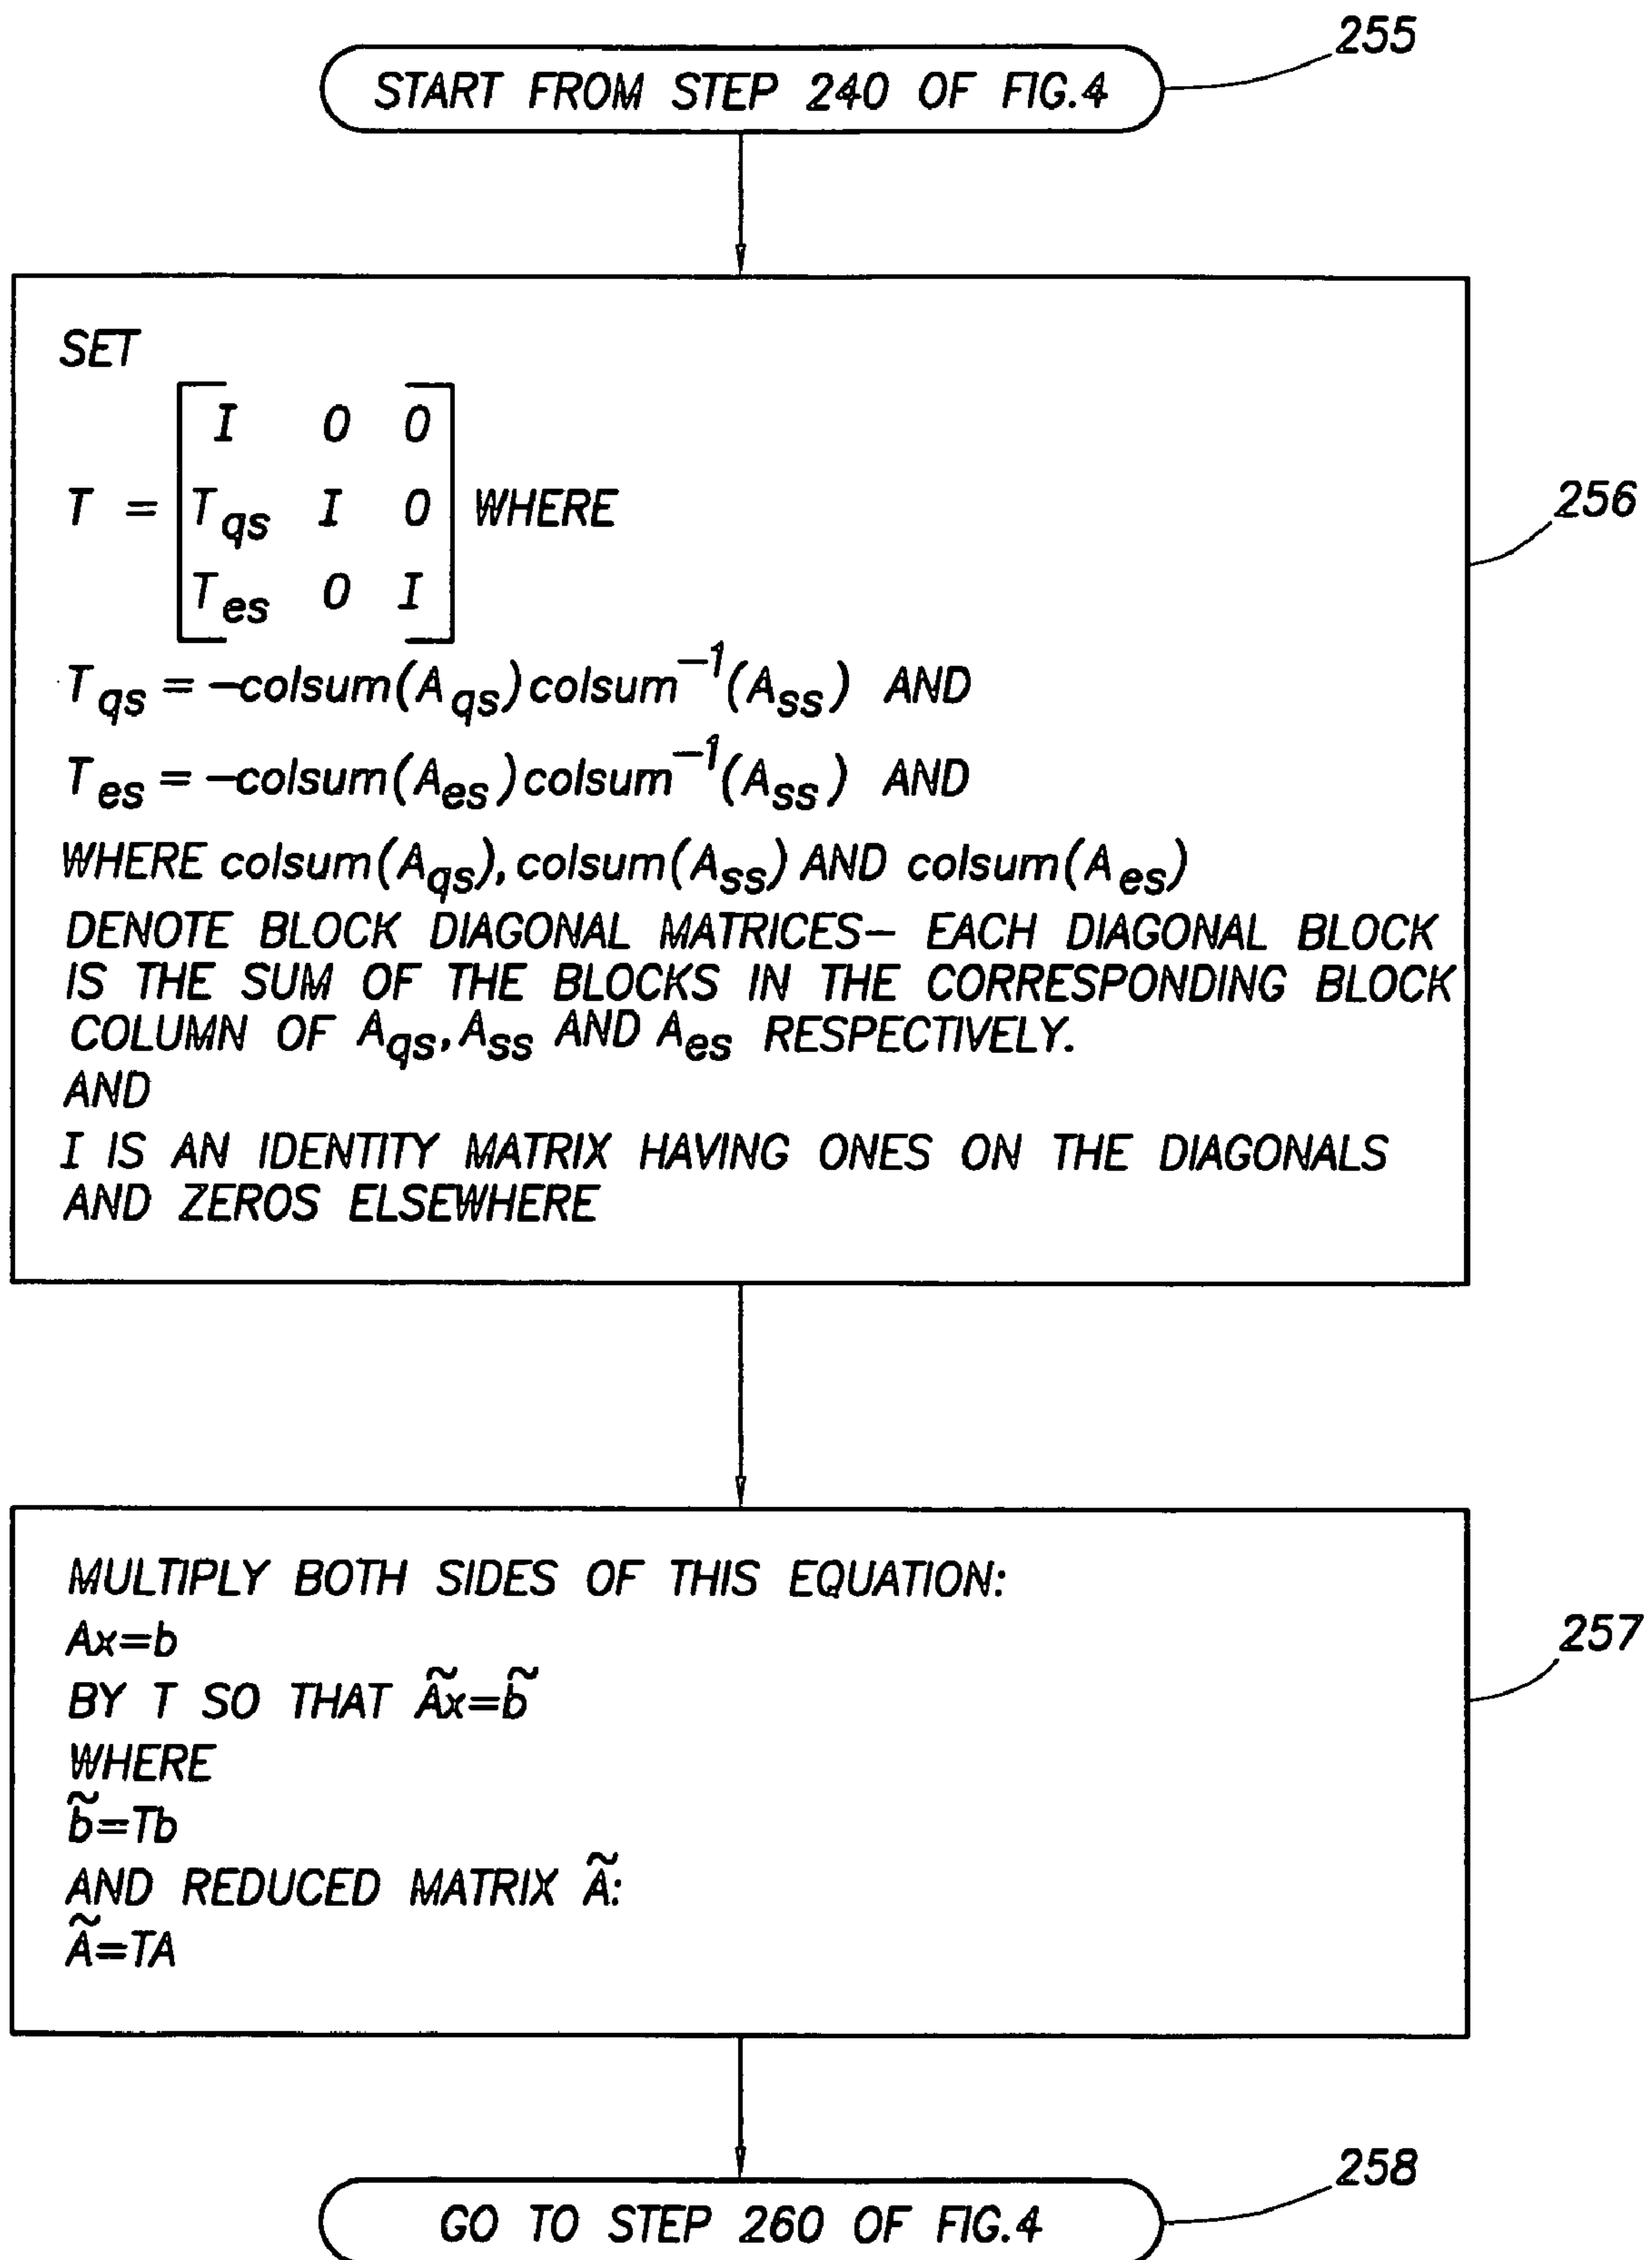 255
START FROM STEP 240 OF FIG.4
SET
I 0 0
T = T_qs I 0 WHERE
T_es 0 I
256
T_qs = -colsum(A_qs)colsum^-1(A_ss) AND
T_es = -colsum(A_es)colsum^-1(A_ss) AND
WHERE colsum(A_qs), colsum(A_ss) AND colsum(A_es)
DENOTE BLOCK DIAGONAL MATRICES– EACH DIAGONAL BLOCK
IS THE SUM OF THE BLOCKS IN THE CORRESPONDING BLOCK
COLUMN OF A_qs, A_ss AND A_es RESPECTIVELY.
AND
I IS AN IDENTITY MATRIX HAVING ONES ON THE DIAGONALS
AND ZEROS ELSEWHERE
MULTIPLY BOTH SIDES OF THIS EQUATION:
Ax=b
257
BY T SO THAT Ãx=b̃
WHERE
b̃=Tb
AND REDUCED MATRIX Ã:
Ã=TA
258
GO TO STEP 260 OF FIG.4